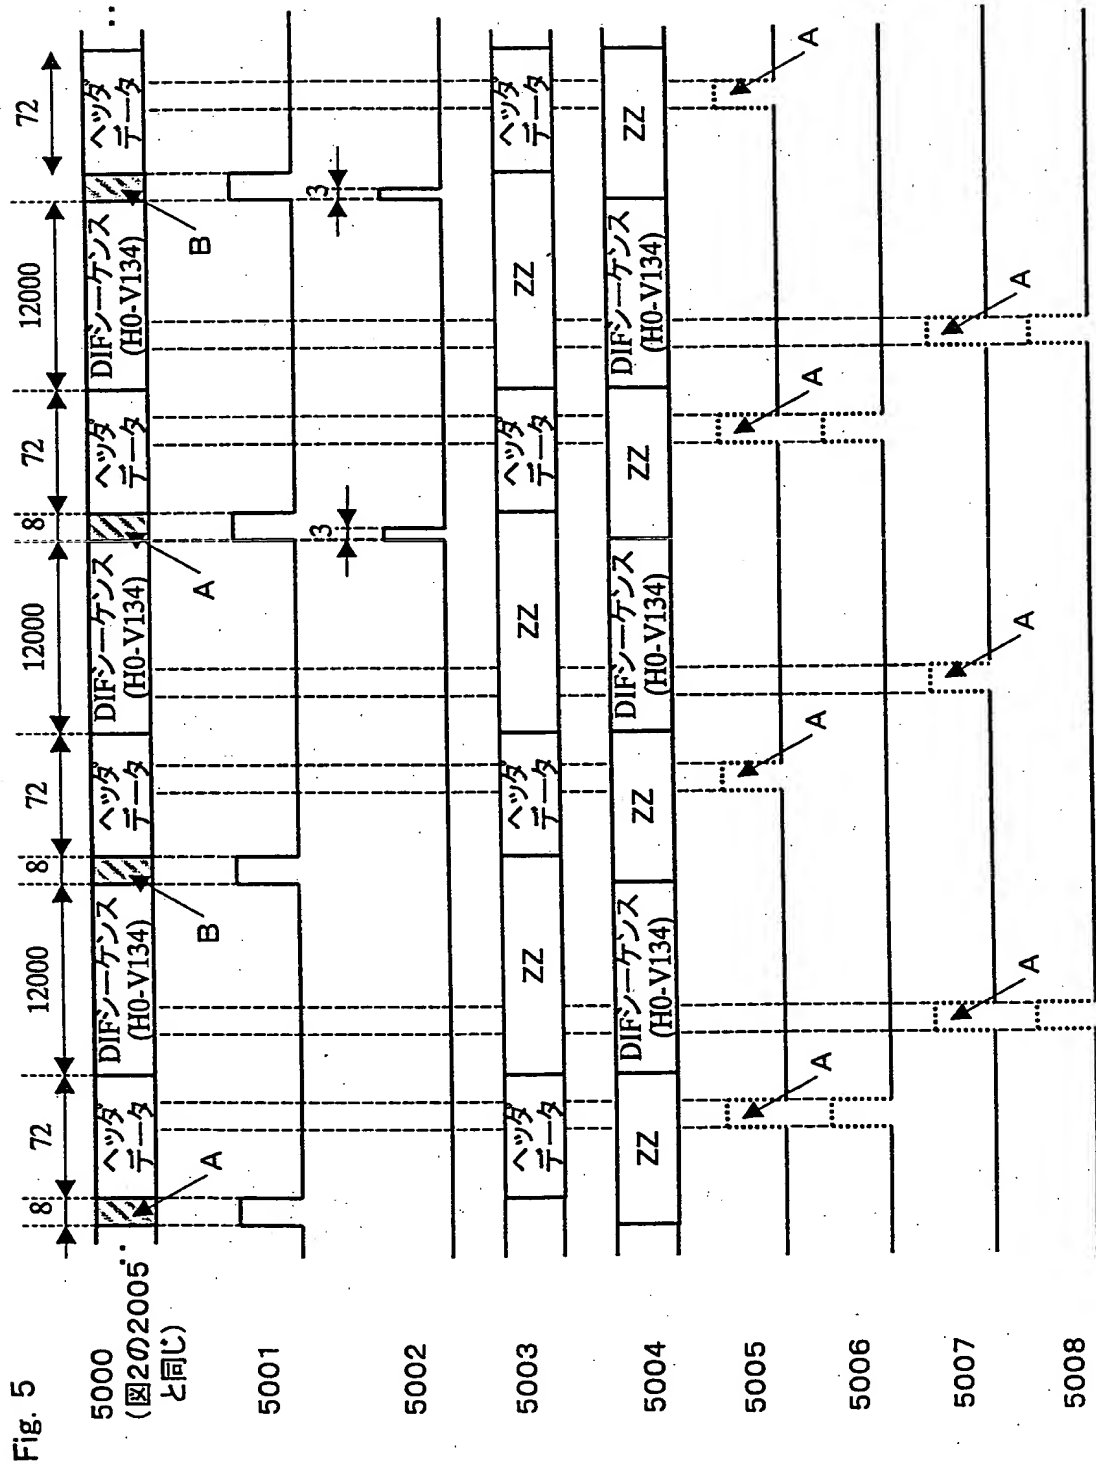 Fig. 5
8 72 12000 8 72 12000 8 72 12000 72
5000
(図2の2005
と同じ)
‥
ヘッダ DIFシーケンス ヘッダ DIFシーケンス ヘッダ DIFシーケンス ヘッダ
データ (H0-V134) データ (H0-V134) データ (H0-V134) データ
‥
A B A B
5001
5002
3 3
5003
ヘッダ ZZ ヘッダ ZZ ヘッダ ZZ ヘッダ
データ データ データ データ
5004
ZZ DIFシーケンス ZZ DIFシーケンス ZZ DIFシーケンス ZZ
(H0-V134) (H0-V134) (H0-V134)
5005
A A A A
5006
5007
A A A
5008